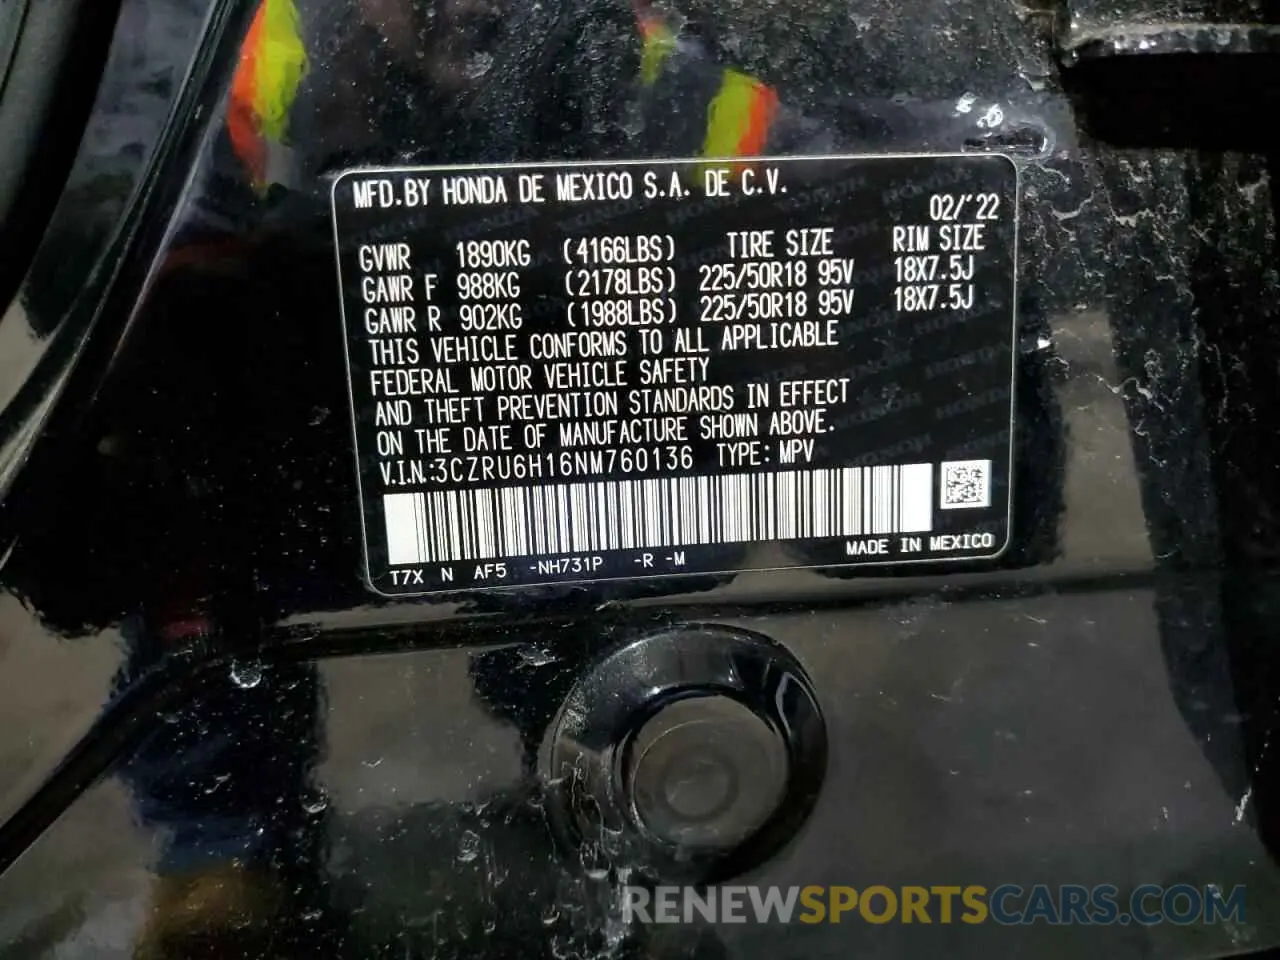 MFD.BY HONDA DE MEXICO S.A. DE C.V.
02/'22
GVWR 1890KG (4166LBS) TIRE SIZE RIM SIZE
GAWR F 988KG (2178LBS) 225/50R18 95V 18X7.5J
GAWR R 902KG (1988LBS) 225/50R18 95V 18X7.5J
THIS VEHICLE CONFORMS TO ALL APPLICABLE
FEDERAL MOTOR VEHICLE SAFETY
AND THEFT PREVENTION STANDARDS IN EFFECT
ON THE DATE OF MANUFACTURE SHOWN ABOVE.
V.I.N.:3CZRU6H16NM760136 TYPE: MPV
MADE IN MEXICO
T7X N AF5 -NH731P -R -M
RENEWSPORTSCARS.COM